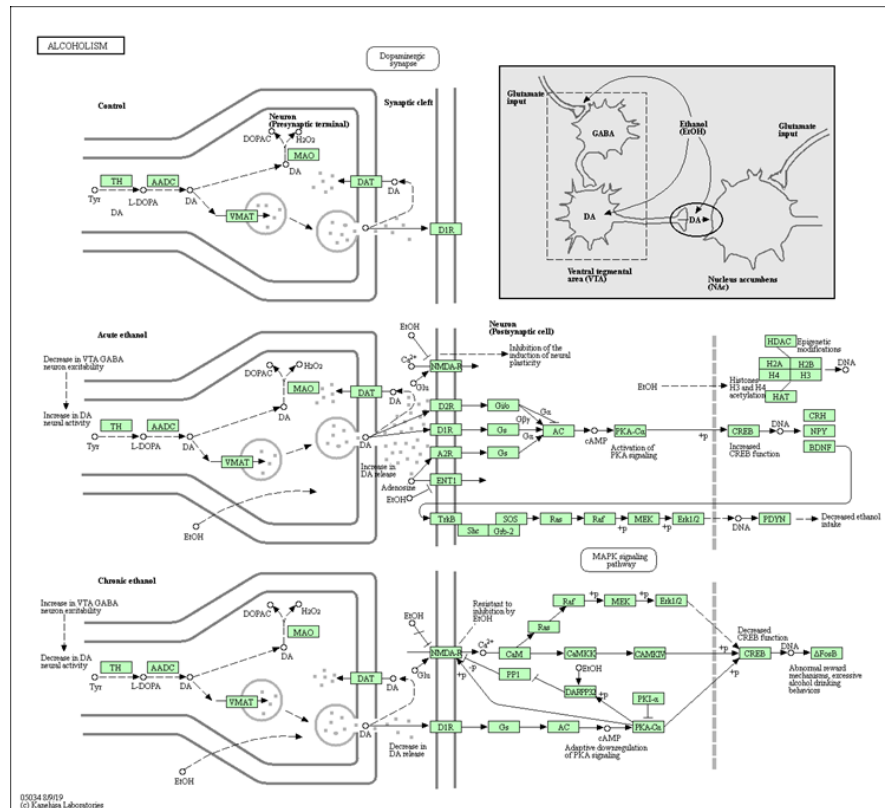 ALCOHOLISM
Dopaminergic
synapse
Control
Synaptic cleft
Neuron
(Presynaptic terminal)
DOPAC
H2O2
MAO
DA
TH
AADC
DAT
DA
Tyr
L-DOPA
DA
DA
VMAT
DA
D1R
Glutamate
input
GABA
Ethanol
(EtOH)
Glutamate
input
DA
DA
Ventral tegmental
area (VTA)
Nucleus accumbens
(NAc)
Acute ethanol
Decrease in VTA GABA
neuron excitability
Increase in DA
neural activity
DOPAC
H2O2
MAO
DA
TH
AADC
DAT
DA
Tyr
L-DOPA
DA
VMAT
DA
Increase in
DA release
EtOH
EtOH
Ca2+
Glu
NMDA-R
Neuron
(Postsynaptic cell)
Inhibition of the
induction of neural
plasticity
D2R
Gi/o
Gα
Gβγ
D1R
Gs
Gα
AC
cAMP
PKA-Cα
Activation of
PKA signaling
+p
A2R
Gs
Adenosine
ENT1
EtOH
HDAC
Epigenetic
modifications
H2A
H2B
H4
H3
DNA
HAT
EtOH
Histones
H3 and H4
acetylation
CREB
Increased
CREB function
DNA
CRH
NPY
BDNF
TrkB
Shc
Grb-2
SOS
Ras
Raf
+p
MEK
+p
Erk1/2
DNA
PDYN
Decreased ethanol
intake
MAPK signaling
pathway
Chronic ethanol
Increase in VTA GABA
neuron excitability
Decrease in DA
neural activity
DOPAC
H2O2
MAO
DA
TH
AADC
DAT
DA
Tyr
L-DOPA
DA
VMAT
DA
Decrease in
DA release
EtOH
EtOH
Resistant to
inhibition by
EtOH
NMDA-R
Glu
Ca2+
CaM
Ras
Raf
+p
MEK
+p
Erk1/2
+p
CaMKK
CAMKIV
+p
PP1
-p
+p
EtOH
DARPP32
+p
PKI-α
D1R
Gs
AC
cAMP
PKA-Cα
Adaptive downregulation
of PKA signaling
+p
Decreased
CREB function
CREB
DNA
ΔFosB
Abnormal reward
mechanisms, excessive
alcohol drinking
behaviors
05034 8/9/19
(c) Kanehisa Laboratories